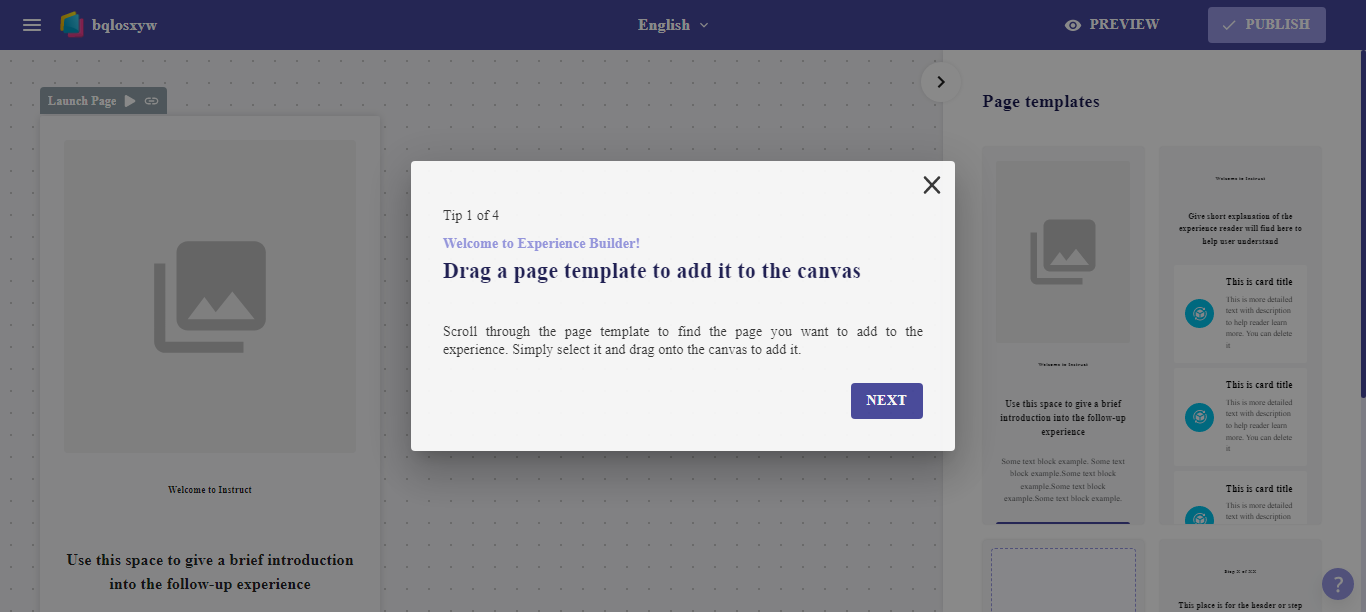 bqlosxyw
English
PREVIEW
PUBLISH
Launch Page
Welcome to Instruct
Use this space to give a brief introduction
into the follow-up experience
Tip 1 of 4
Welcome to Experience Builder!
Drag a page template to add it to the canvas
Scroll through the page template to find the page you want to add to the
experience. Simply select it and drag onto the canvas to add it.
NEXT
Page templates
Welcome to Instruct
Use this space to give a brief
introduction into the follow-up
experience
Some text block example. Some text
block example.Some text block
example.Some text block
example.Some text block example.
Welcome to Instruct
Give short explanation of the
experience reader will find here to
help user understand
This is card title
This is more detailed
text with description
to help reader learn
more. You can delete
it
This is card title
This is more detailed
text with description
to help reader learn
more. You can delete
it
This is card title
This is more detailed
text with description
Step X of XX
This place is for the header or step
?